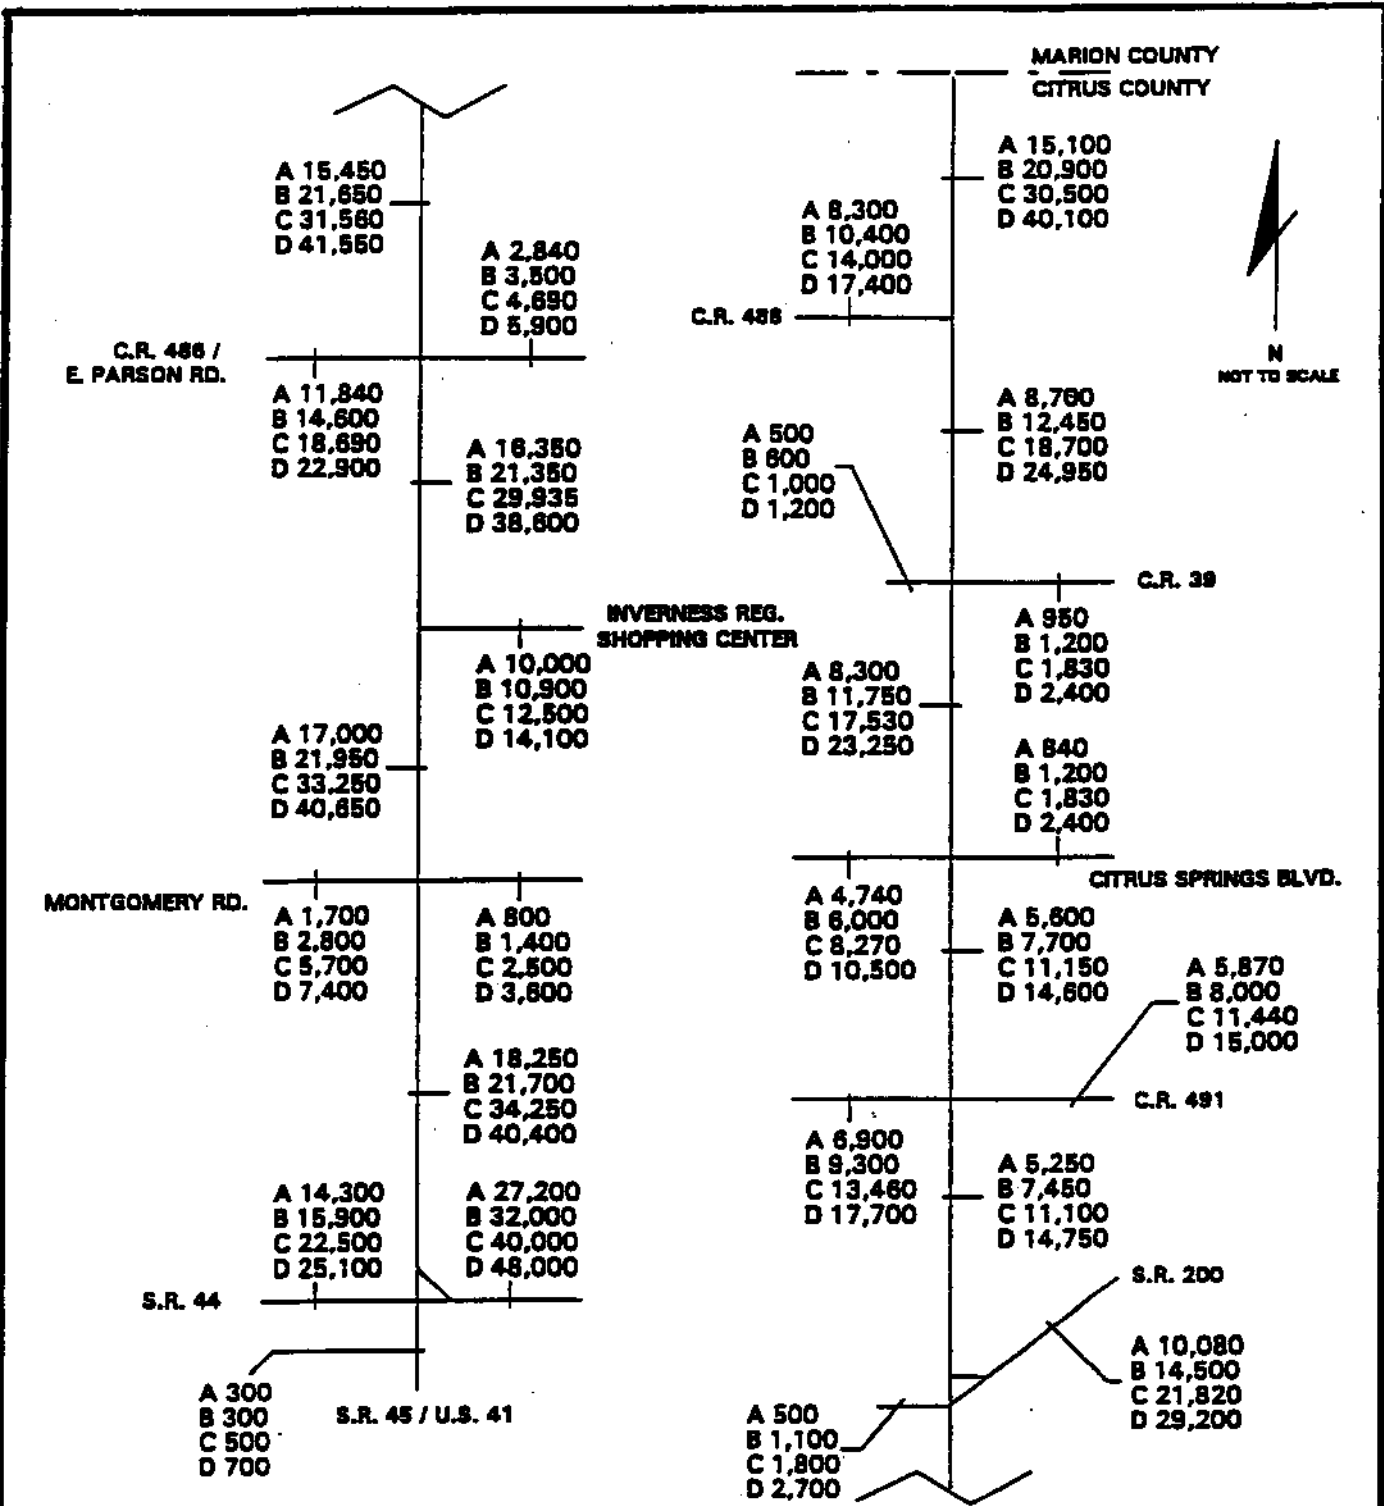 MARION COUNTY
CITRUS COUNTY
A 15,450
B 21,650
C 31,560
D 41,550
A 2,840
B 3,500
C 4,690
D 5,900
C.R. 486 /
E. PARSON RD.
A 11,840
B 14,600
C 18,690
D 22,900
A 16,350
B 21,350
C 29,935
D 38,600
INVERNESS REG.
SHOPPING CENTER
A 10,000
B 10,900
C 12,500
D 14,100
A 17,000
B 21,950
C 33,250
D 40,650
MONTGOMERY RD.
A 1,700
B 2,800
C 5,700
D 7,400
A 800
B 1,400
C 2,500
D 3,600
A 18,250
B 21,700
C 34,250
D 40,400
A 14,300
B 15,900
C 22,500
D 25,100
A 27,200
B 32,000
C 40,000
D 48,000
S.R. 44
A 300
B 300
C 500
D 700
S.R. 45 / U.S. 41
A 15,100
B 20,900
C 30,500
D 40,100
A 8,300
B 10,400
C 14,000
D 17,400
C.R. 488
N
NOT TO SCALE
A 8,700
B 12,450
C 18,700
D 24,950
A 500
B 600
C 1,000
D 1,200
C.R. 39
A 950
B 1,200
C 1,830
D 2,400
A 8,300
B 11,750
C 17,530
D 23,250
A 840
B 1,200
C 1,830
D 2,400
CITRUS SPRINGS BLVD.
A 4,740
B 6,000
C 8,270
D 10,500
A 5,600
B 7,700
C 11,150
D 14,600
A 5,870
B 8,000
C 11,440
D 15,000
C.R. 491
A 6,900
B 9,300
C 13,460
D 17,700
A 5,250
B 7,450
C 11,100
D 14,750
S.R. 200
A 10,080
B 14,500
C 21,820
D 29,200
A 500
B 1,100
C 1,800
D 2,700